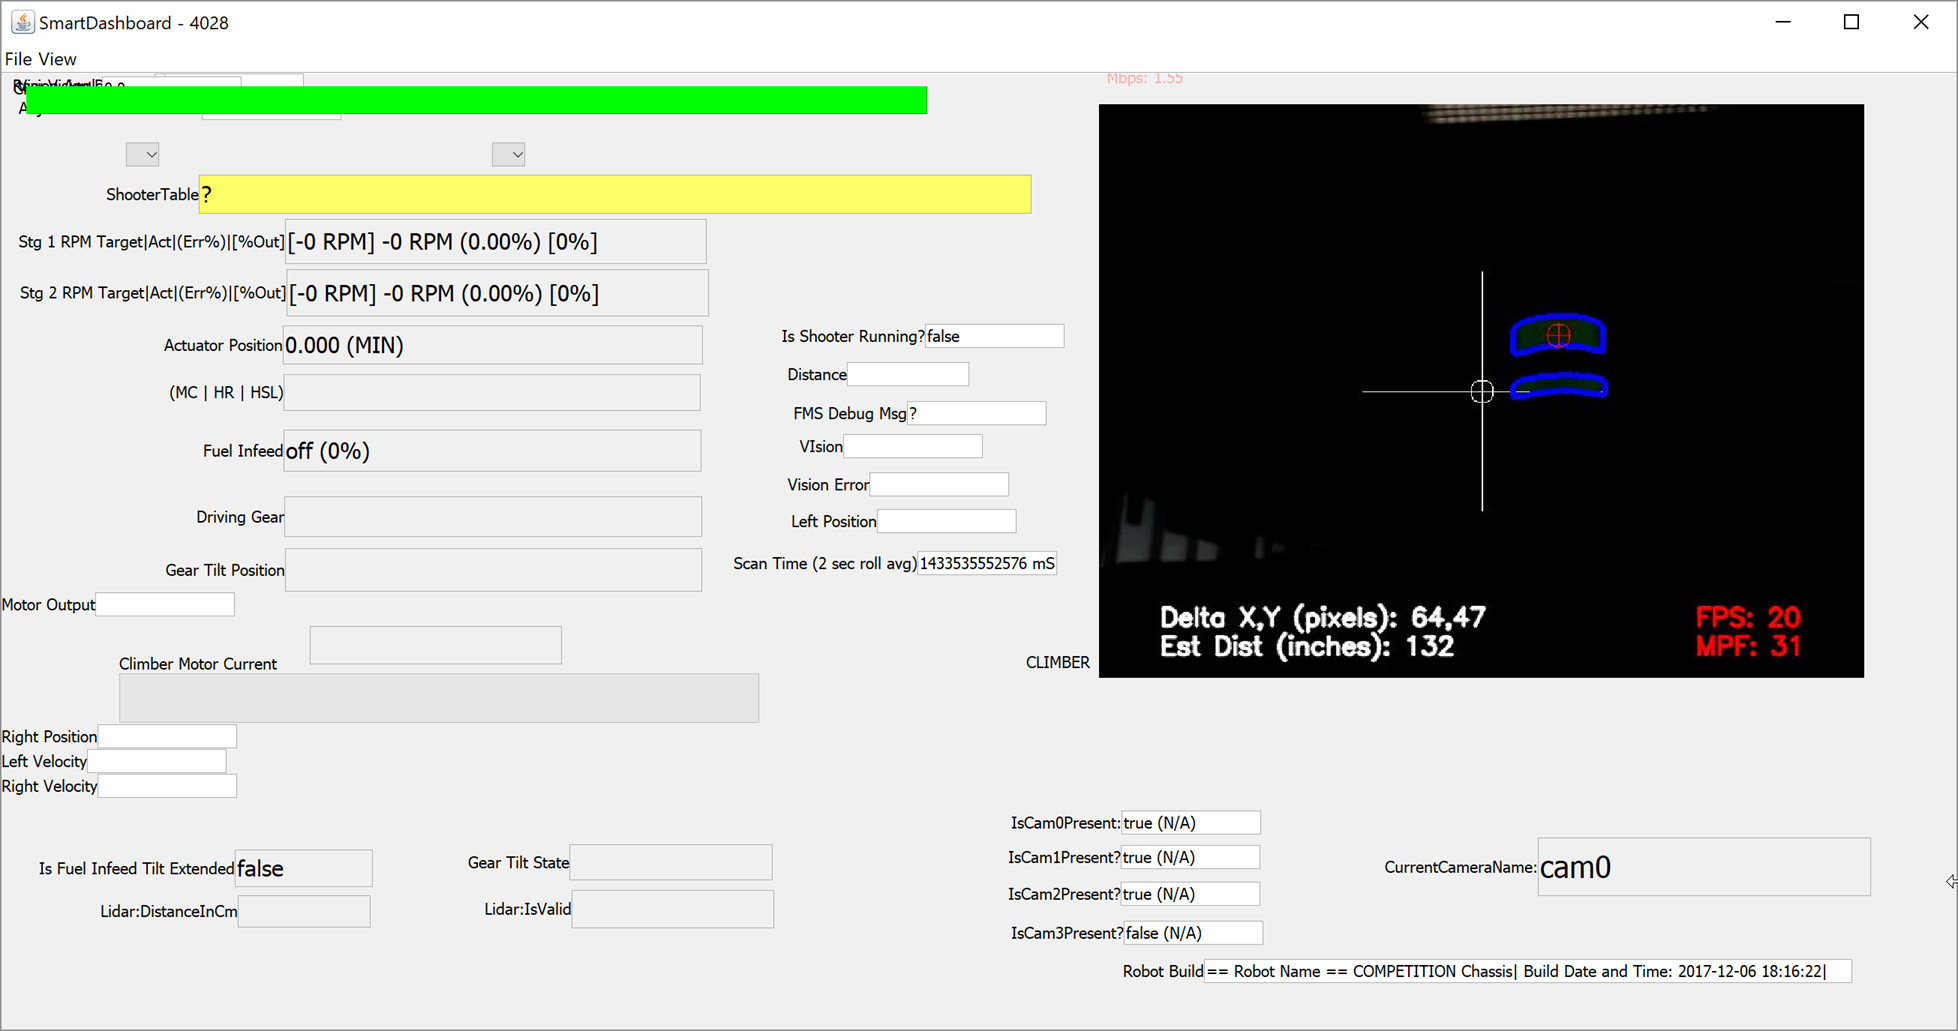 SmartDashboard - 4028
File View
Mbps: 1.55
ShooterTable ?
Stg 1 RPM Target|Act|(Err%)|[%Out] [-0 RPM] -0 RPM (0.00%) [0%]
Stg 2 RPM Target|Act|(Err%)|[%Out] [-0 RPM] -0 RPM (0.00%) [0%]
Actuator Position 0.000 (MIN)
(MC | HR | HSL)
Fuel Infeed off (0%)
Driving Gear
Gear Tilt Position
Motor Output
Climber Motor Current
Right Position
Left Velocity
Right Velocity
Is Shooter Running? false
Distance
FMS Debug Msg ?
VIsion
Vision Error
Left Position
Scan Time (2 sec roll avg) 1433535552576 mS
CLIMBER
Delta X,Y (pixels): 64,47
Est Dist (inches): 132
FPS: 20
MPF: 31
Is Fuel Infeed Tilt Extended false
Lidar:DistanceInCm
Gear Tilt State
Lidar:IsValid
IsCam0Present: true (N/A)
IsCam1Present? true (N/A)
IsCam2Present? true (N/A)
IsCam3Present? false (N/A)
CurrentCameraName: cam0
Robot Build == Robot Name == COMPETITION Chassis| Build Date and Time: 2017-12-06 18:16:22|